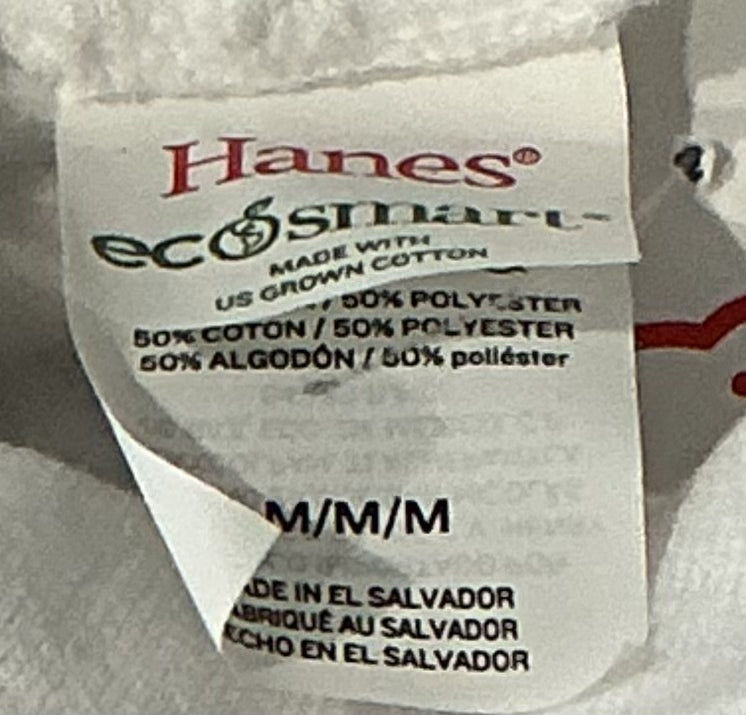 Hanes®
ecosmart™
MADE WITH
US GROWN COTTON
/ 50% POLYESTER
50% COTON / 50% POLYESTER
50% ALGODÓN / 50% poliéster
M/M/M
ADE IN EL SALVADOR
ABRIQUÉ AU SALVADOR
ECHO EN EL SALVADOR